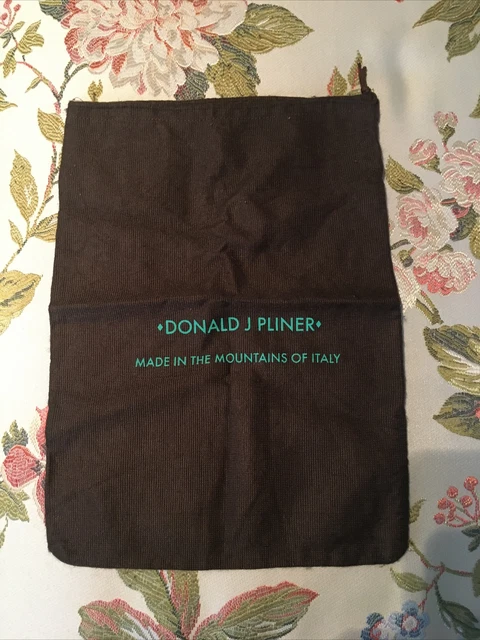 ♦DONALD J PLINER♦
MADE IN THE MOUNTAINS OF ITALY